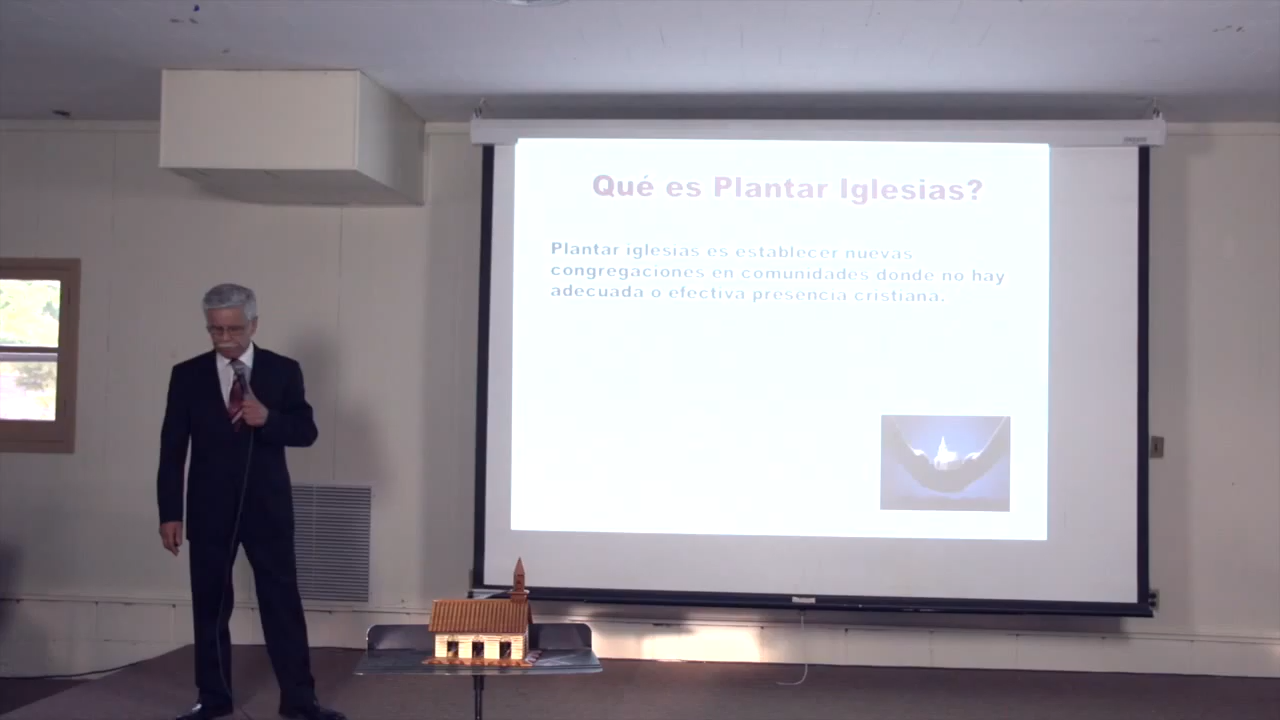 Qué es Plantar Iglesias?
Plantar iglesias es establecer nuevas
congregaciones en comunidades donde no hay
adecuada o efectiva presencia cristiana.